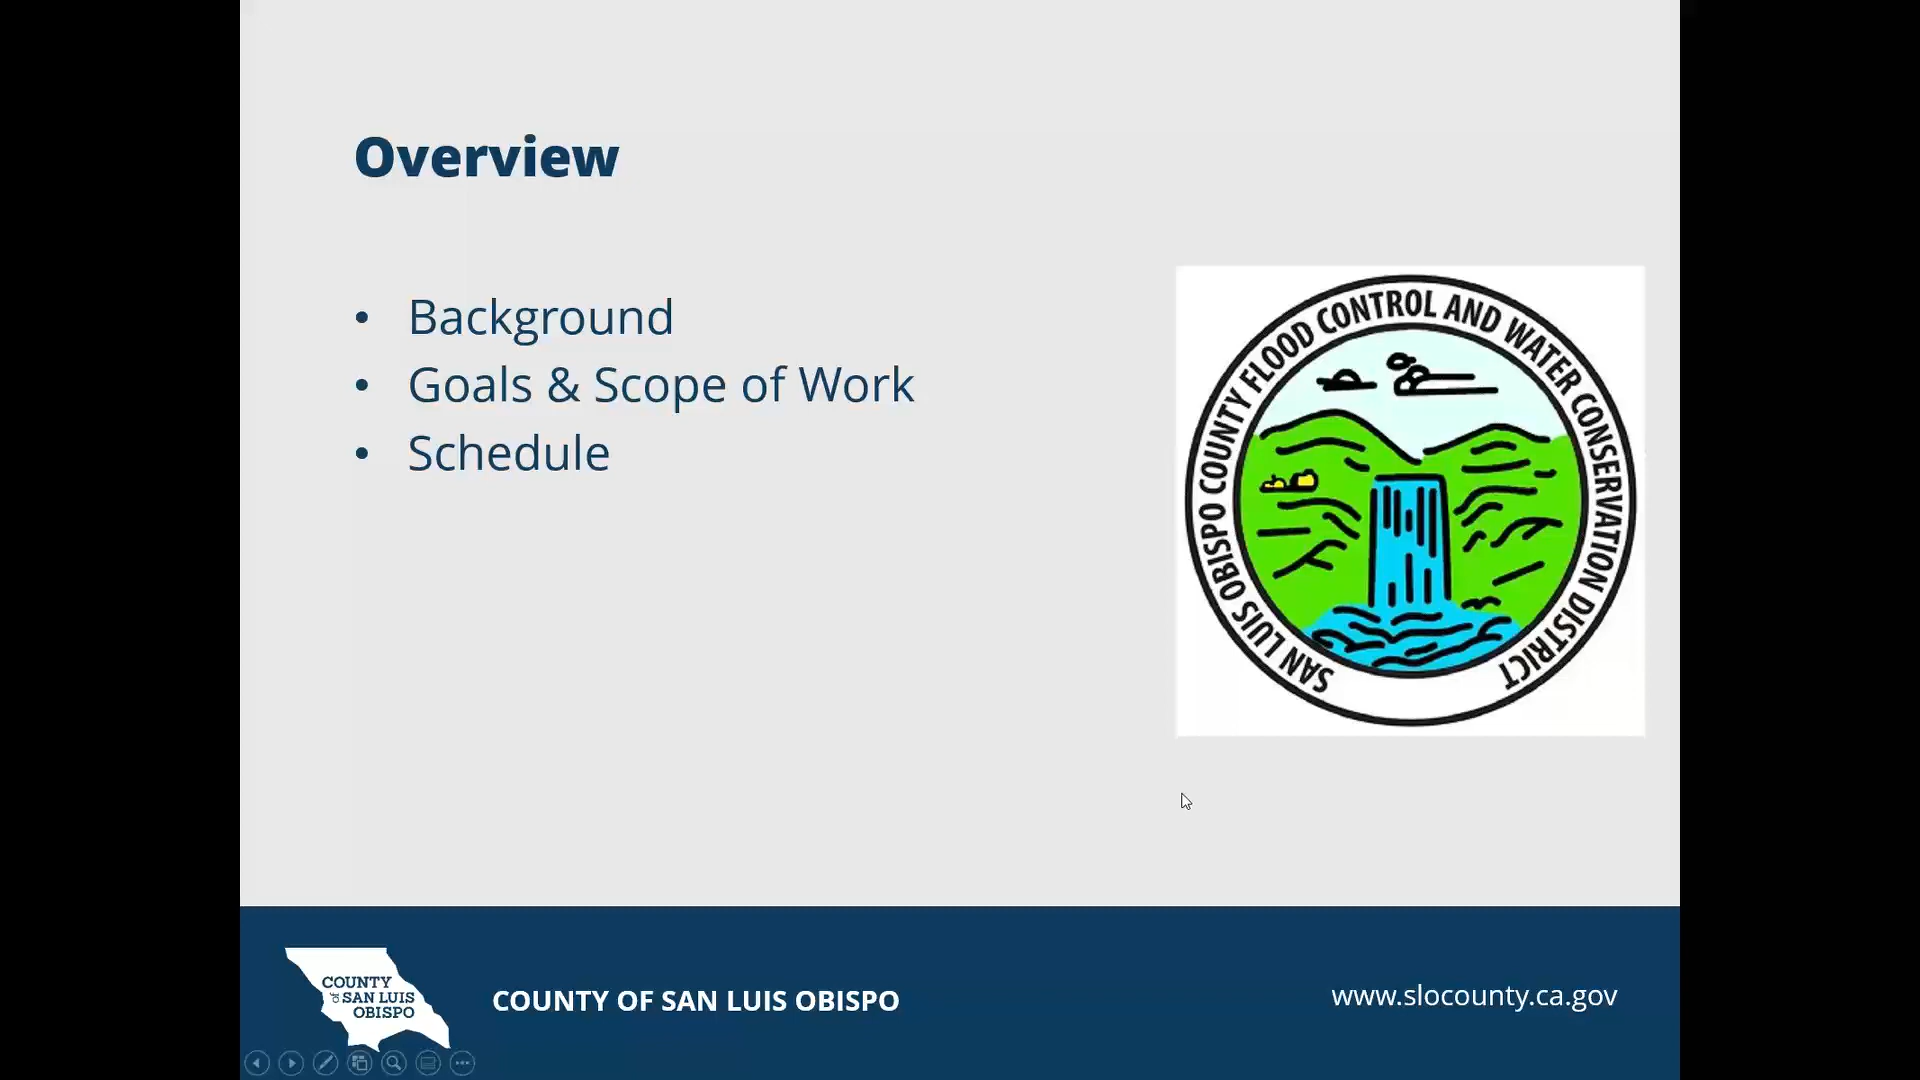 Overview
• Background
• Goals & Scope of Work
• Schedule
SAN LUIS OBISPO COUNTY FLOOD CONTROL AND WATER CONSERVATION DISTRICT
COUNTY
OF SAN LUIS
OBISPO
COUNTY OF SAN LUIS OBISPO
www.slocounty.ca.gov